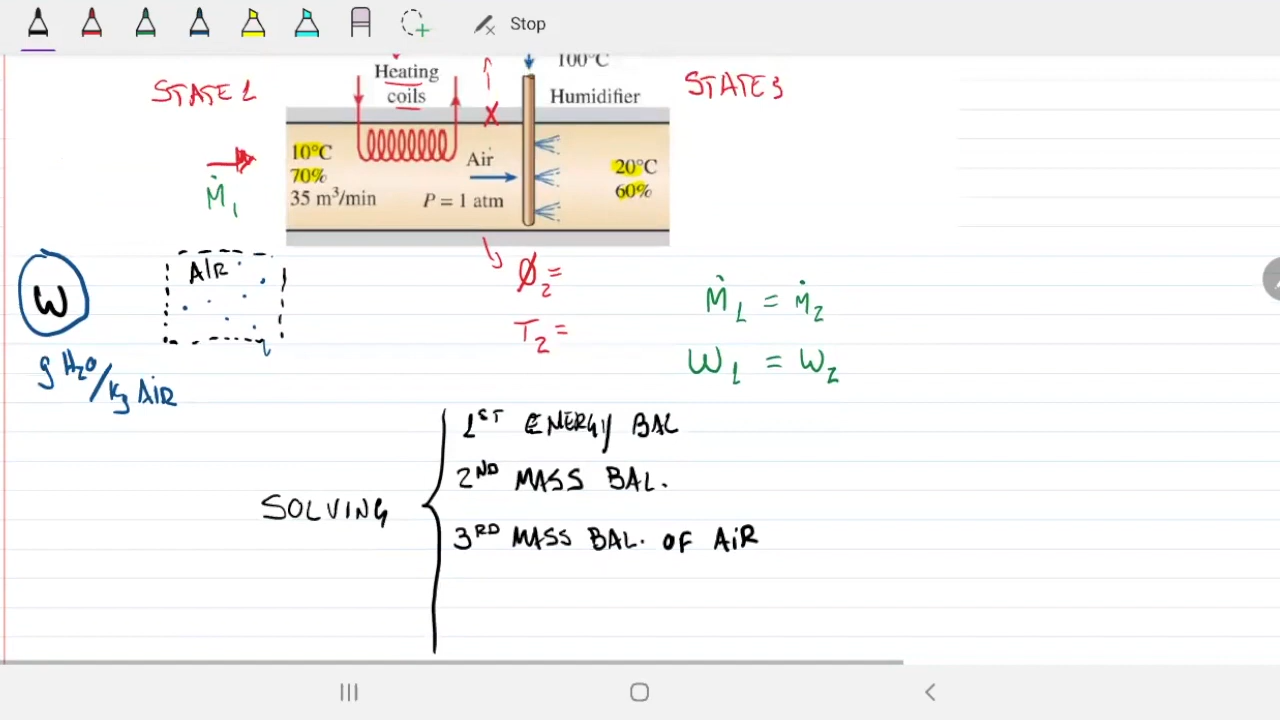 Stop
100°C
Heating
coils
Humidifier
STATE 1
STATE 3
10°C
70%
35 m³/min
Air
P = 1 atm
20°C
60%
Ṁ₁
X
W
AIR
g H₂O/Kg AIR
Ø₂ =
T₂ =
Ṁ₁ = Ṁ₂
W₁ = W₂
SOLVING
1ST ENERGY BAL
2ND MASS BAL.
3RD MASS BAL. OF AIR